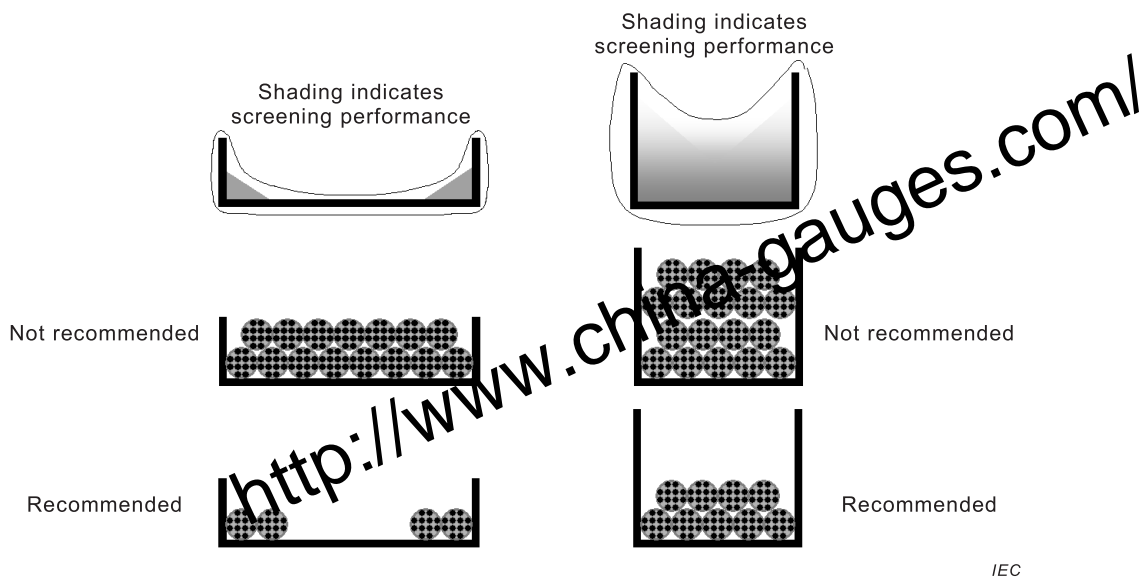 Shading indicates
screening performance
Shading indicates
screening performance
Not recommended
Not recommended
Recommended
Recommended
http://www.china-gauges.com/
IEC